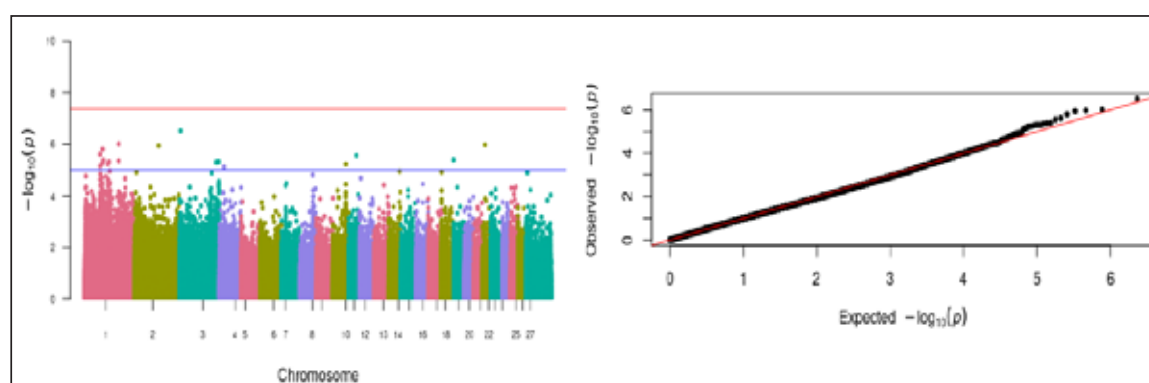 10
8
6
4
2
0
−log₁₀(p)
1 2 3 4 5 6 7 8 10 12 14 16 18 20 22 25 27
Chromosome
Observed −log₁₀(p)
6
4
2
0
0 1 2 3 4 5 6
Expected −log₁₀(p)